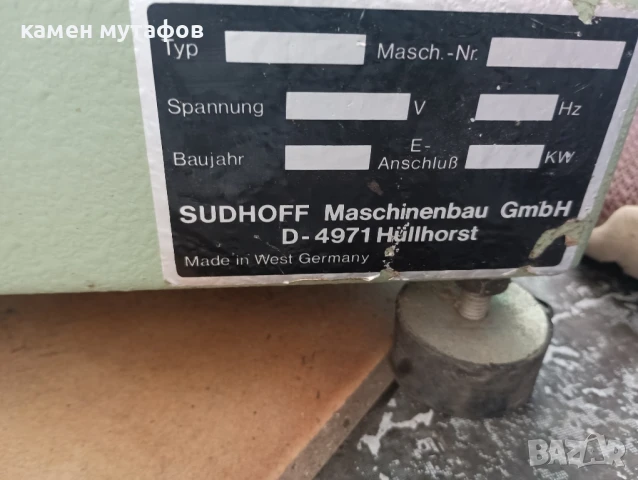 камен мутафов
Typ Masch.-Nr.
Spannung V Hz
Baujahr E-Anschluß KW
SUDHOFF Maschinenbau GmbH
D-4971 Hüllhorst
Made in West Germany
BAZAR